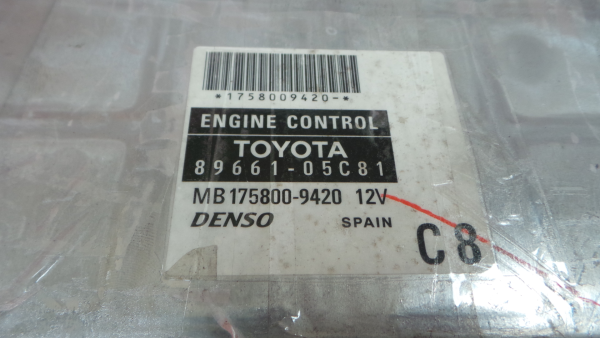 *1758009420-*
ENGINE CONTROL
TOYOTA
89661-05C81
MB175800-9420 12V
DENSO SPAIN
C8